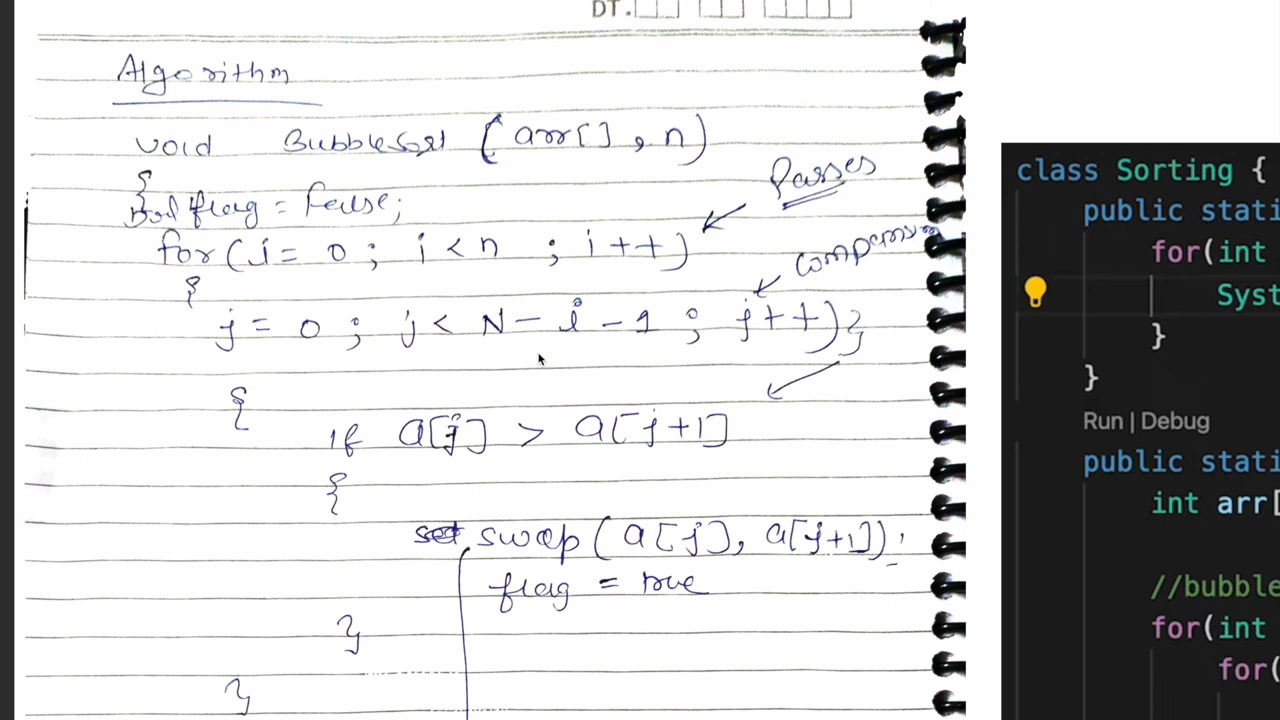 DT.
Algorithm
void BubbleSort (arr[], n)
{
Bool flag = False;
Passes
for(i = 0 ; i < n ; i++)
comparison
{
j = 0 ; j < N - i - 1 ; j++);
{
if a[j] > a[j+1]
{
swap(a[j], a[j+1]);
flag = true
}
}
class Sorting {
public stati
for(int
Syst
}
}
Run | Debug
public stati
int arr[
//bubble
for(int
for(